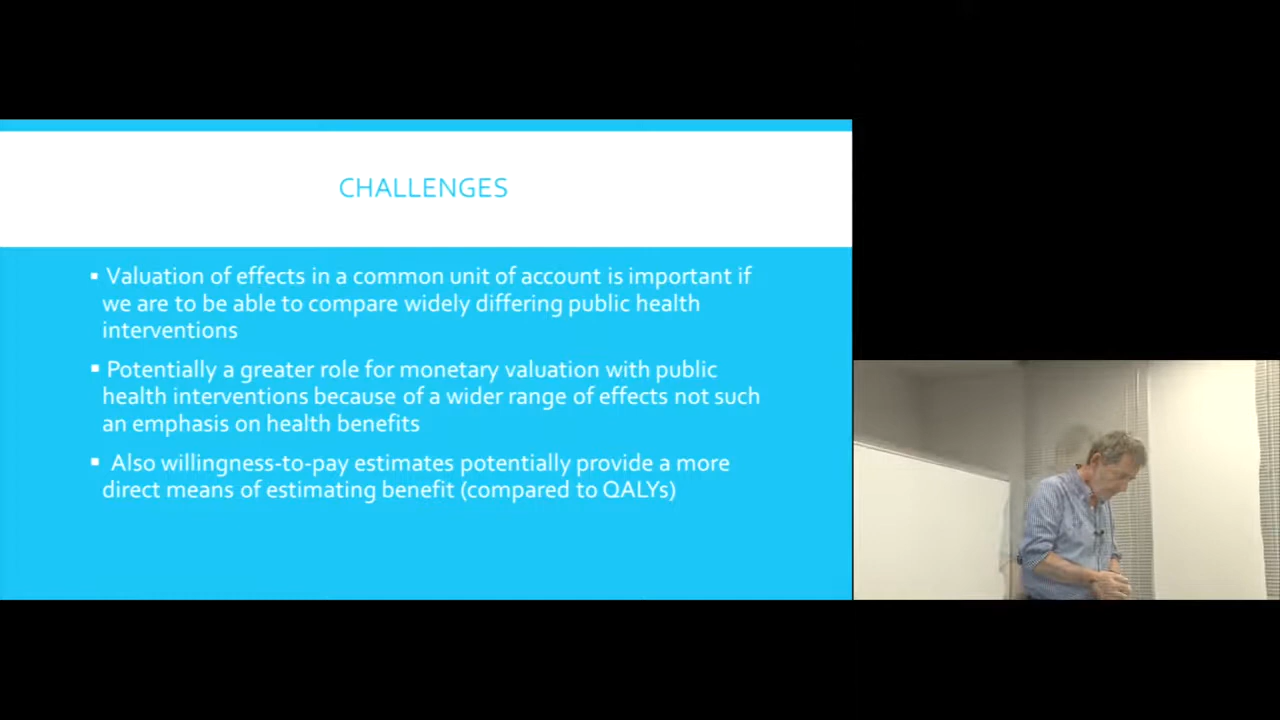 CHALLENGES
▪ Valuation of effects in a common unit of account is important if
we are to be able to compare widely differing public health
interventions
▪ Potentially a greater role for monetary valuation with public
health interventions because of a wider range of effects not such
an emphasis on health benefits
▪ Also willingness-to-pay estimates potentially provide a more
direct means of estimating benefit (compared to QALYs)